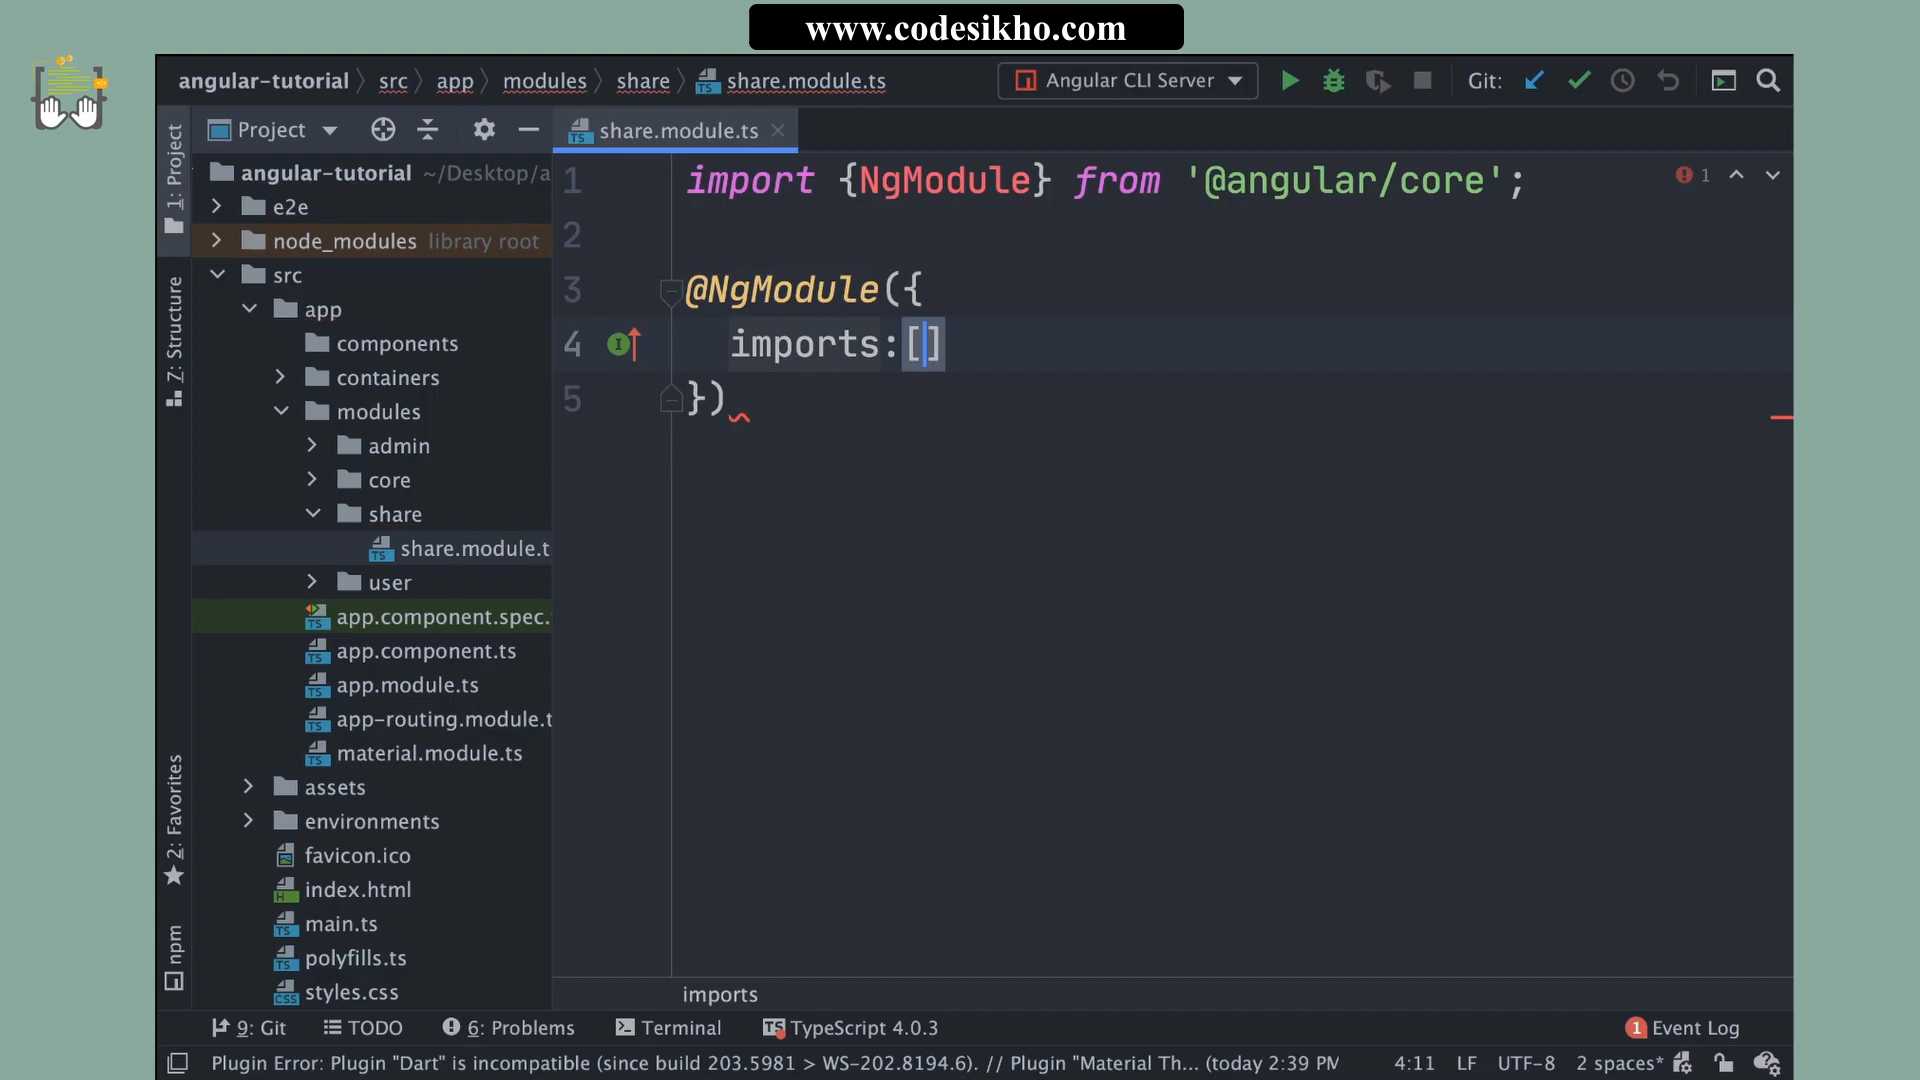 www.codesikho.com
angular-tutorial src app modules share share.module.ts Angular CLI Server Git:
Project share.module.ts
1: Project
Z: Structure
2: Favorites
npm
angular-tutorial ~/Desktop/a
e2e
node_modules library root
src
app
components
containers
modules
admin
core
share
share.module.t
user
app.component.spec.
app.component.ts
app.module.ts
app-routing.module.t
material.module.ts
assets
environments
favicon.ico
index.html
main.ts
polyfills.ts
styles.css
1 import {NgModule} from '@angular/core'; 1
2
3 @NgModule({
4 imports:[]
5 })
imports
9: Git TODO 6: Problems Terminal TypeScript 4.0.3 1 Event Log
Plugin Error: Plugin "Dart" is incompatible (since build 203.5981 > WS-202.8194.6). // Plugin "Material Th... (today 2:39 PM 4:11 LF UTF-8 2 spaces*